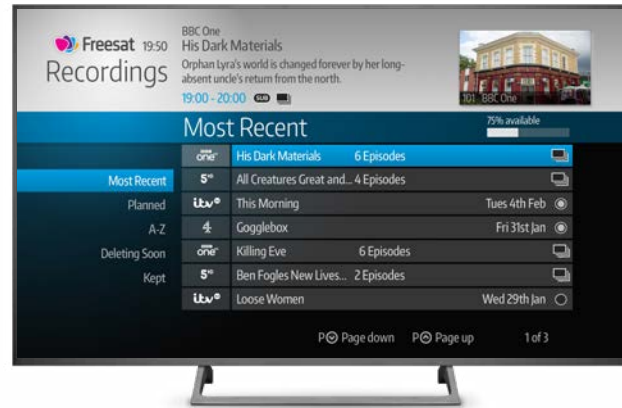 Freesat 19:50
Recordings
BBC One
His Dark Materials
Orphan Lyra's world is changed forever by her long-
absent uncle's return from the north.
19:00 - 20:00 SUB
101 BBC One
Most Recent
75% available
Most Recent
Planned
A-Z
Deleting Soon
Kept
one His Dark Materials 6 Episodes
5 All Creatures Great and... 4 Episodes
itv This Morning Tues 4th Feb
4 Gogglebox Fri 31st Jan
one Killing Eve 6 Episodes
5 Ben Fogles New Lives... 2 Episodes
itv Loose Women Wed 29th Jan
P Page down P Page up 1 of 3